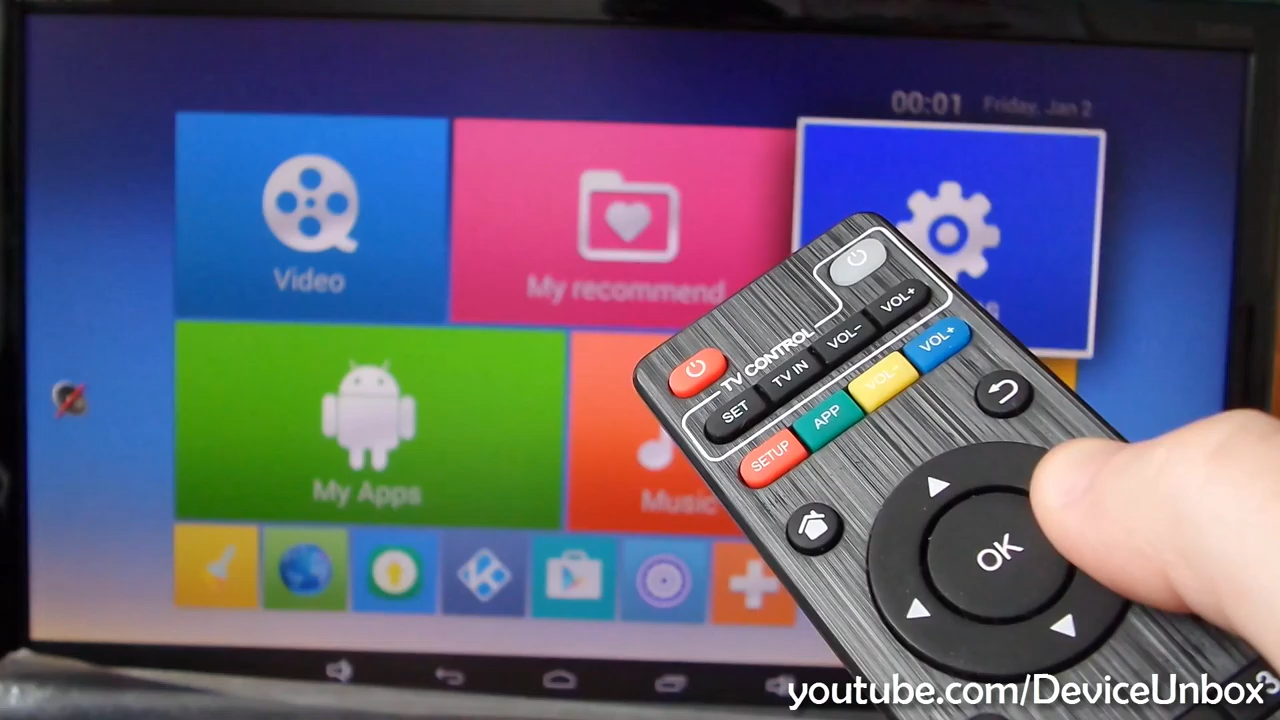 00:01 Friday, Jan 2
Video
My recommend
My Apps
Music
TV CONTROL
SET
TV IN
VOL-
VOL+
SETUP
APP
VOL-
VOL+
OK
youtube.com/DeviceUnbox